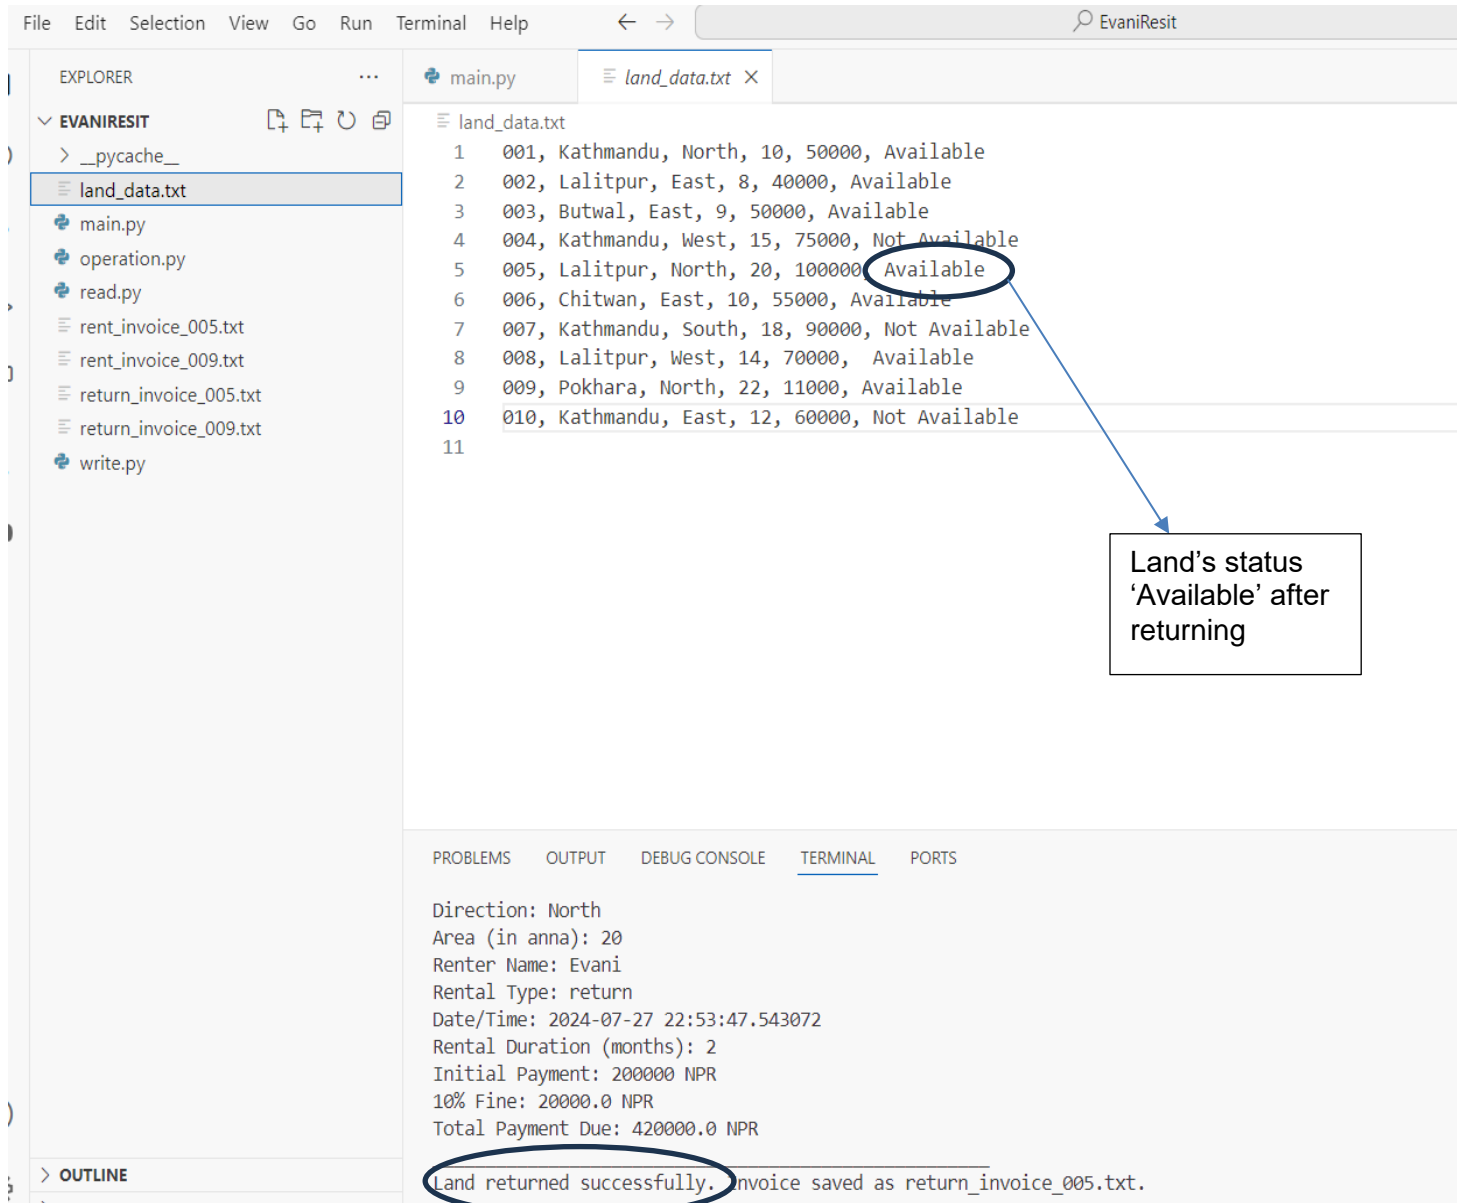 File Edit Selection View Go Run Terminal Help EvaniResit
EXPLORER
EVANIRESIT
__pycache__
land_data.txt
main.py
operation.py
read.py
rent_invoice_005.txt
rent_invoice_009.txt
return_invoice_005.txt
return_invoice_009.txt
write.py
OUTLINE
main.py land_data.txt
land_data.txt
1 001, Kathmandu, North, 10, 50000, Available
2 002, Lalitpur, East, 8, 40000, Available
3 003, Butwal, East, 9, 50000, Available
4 004, Kathmandu, West, 15, 75000, Not Available
5 005, Lalitpur, North, 20, 100000, Available
6 006, Chitwan, East, 10, 55000, Available
7 007, Kathmandu, South, 18, 90000, Not Available
8 008, Lalitpur, West, 14, 70000,  Available
9 009, Pokhara, North, 22, 11000, Available
10 010, Kathmandu, East, 12, 60000, Not Available
11
Land’s status
‘Available’ after
returning
PROBLEMS OUTPUT DEBUG CONSOLE TERMINAL PORTS
Direction: North
Area (in anna): 20
Renter Name: Evani
Rental Type: return
Date/Time: 2024-07-27 22:53:47.543072
Rental Duration (months): 2
Initial Payment: 200000 NPR
10% Fine: 20000.0 NPR
Total Payment Due: 420000.0 NPR
Land returned successfully. Invoice saved as return_invoice_005.txt.